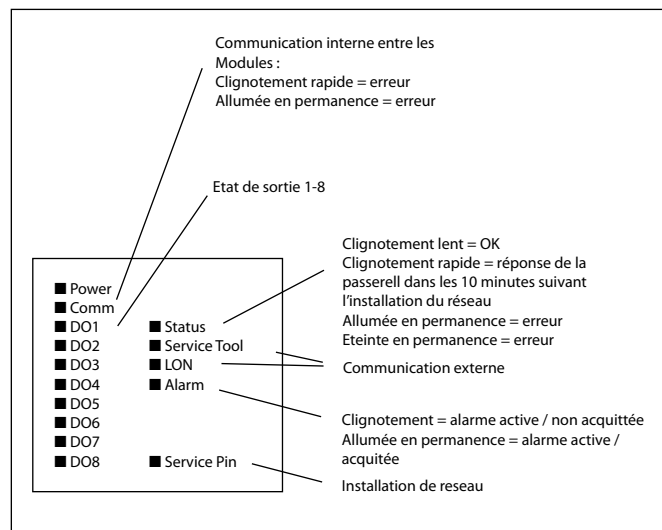 Communication interne entre les
Modules :
Clignotement rapide = erreur
Allumée en permanence = erreur
Etat de sortie 1-8
Clignotement lent = OK
Clignotement rapide = réponse de la
passerell dans les 10 minutes suivant
l'installation du réseau
Allumée en permanence = erreur
Eteinte en permanence = erreur
Communication externe
Clignotement = alarme active / non acquittée
Allumée en permanence = alarme active /
acquitée
Installation de reseau
Power
Comm
DO1
DO2
DO3
DO4
DO5
DO6
DO7
DO8
Status
Service Tool
LON
Alarm
Service Pin